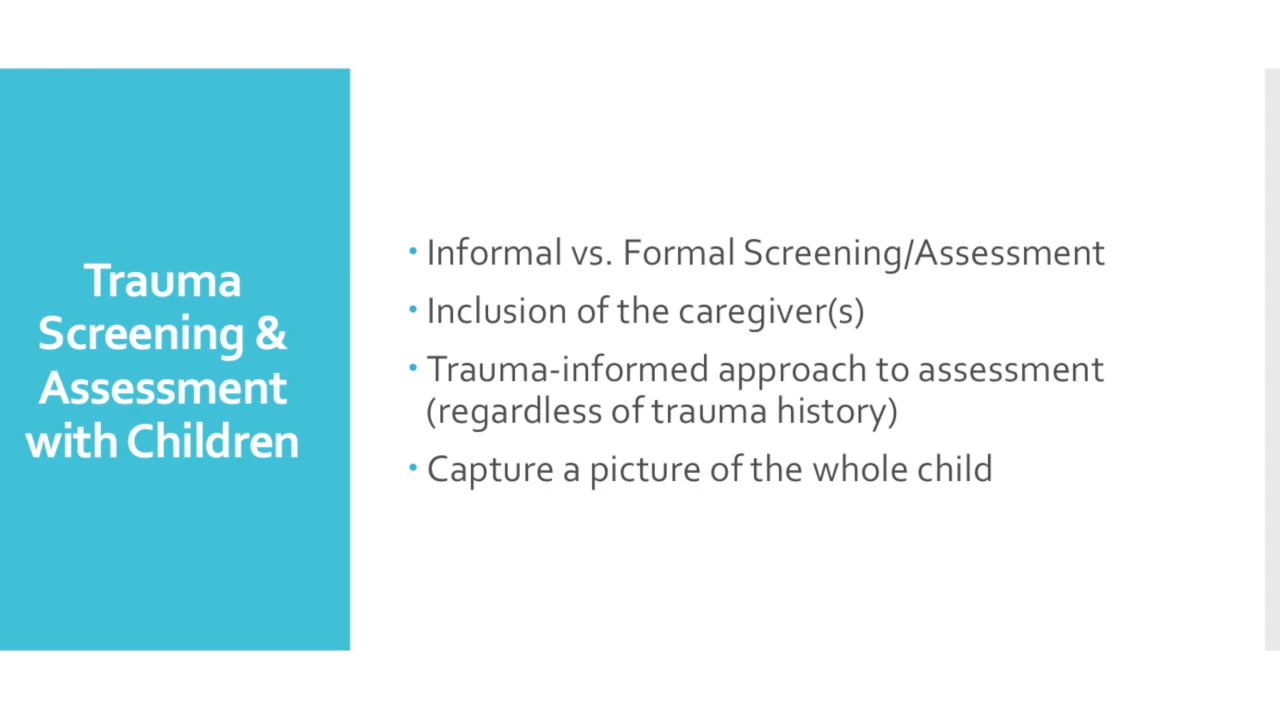 Trauma
Screening &
Assessment
with Children
• Informal vs. Formal Screening/Assessment
• Inclusion of the caregiver(s)
• Trauma-informed approach to assessment
(regardless of trauma history)
• Capture a picture of the whole child